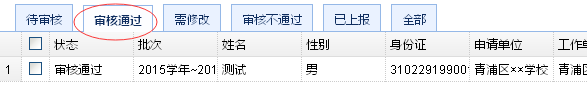 待审核 审核通过 需修改 审核不通过 已上报 全部
状态 批次 姓名 性别 身份证 申请单位 工作单
1 审核通过 2015学年~201 测试 男 31022919900 青浦区××学校 青浦区